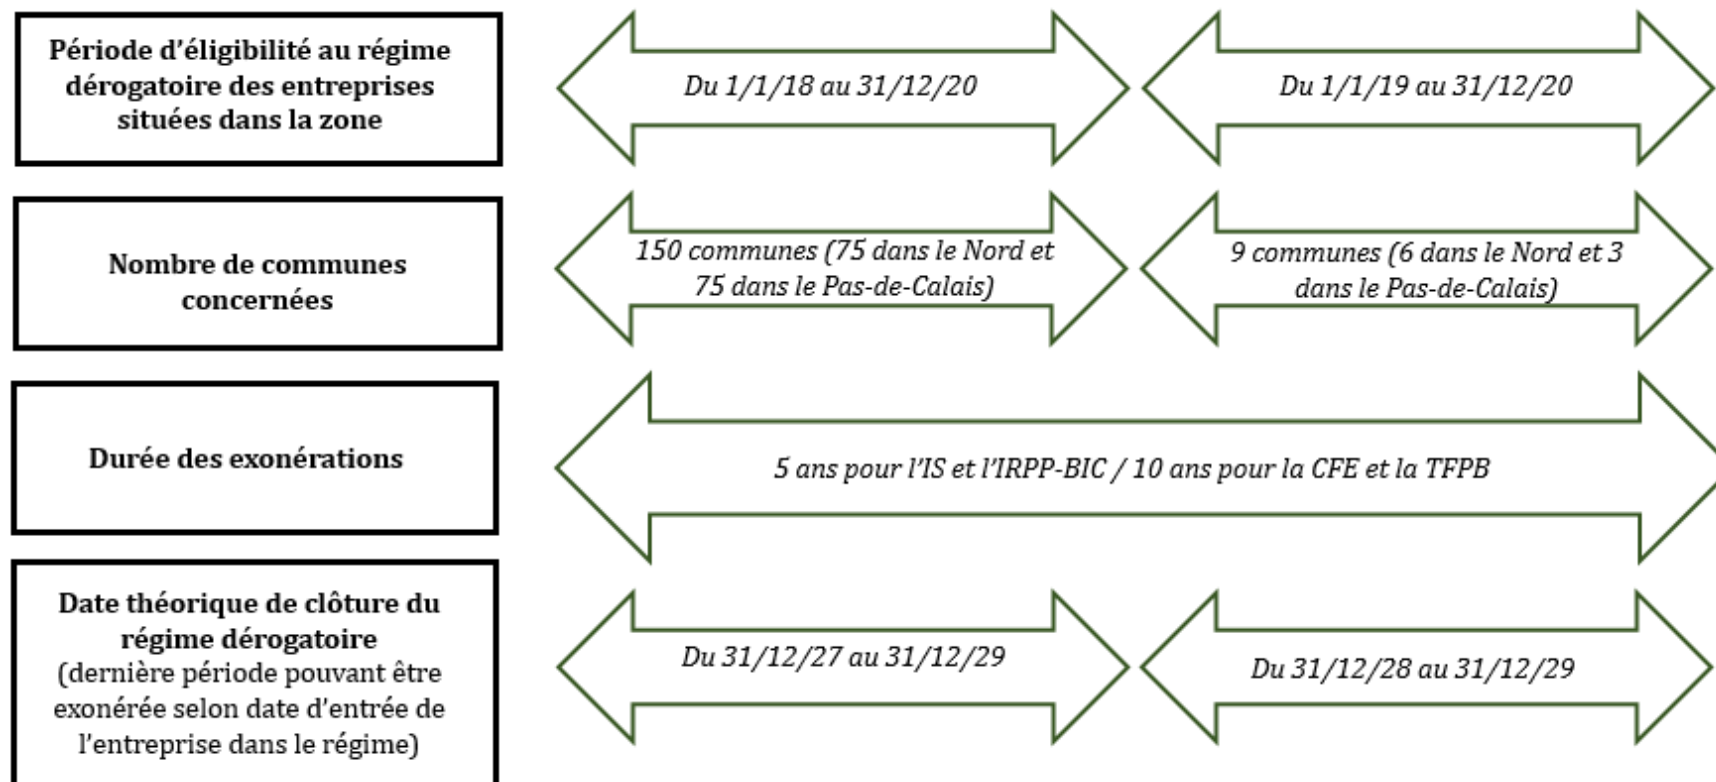 Période d’éligibilité au régime
dérogatoire des entreprises
situées dans la zone
Du 1/1/18 au 31/12/20
Du 1/1/19 au 31/12/20
Nombre de communes
concernées
150 communes (75 dans le Nord et
75 dans le Pas-de-Calais)
9 communes (6 dans le Nord et 3
dans le Pas-de-Calais)
Durée des exonérations
5 ans pour l’IS et l’IRPP-BIC / 10 ans pour la CFE et la TFPB
Date théorique de clôture du
régime dérogatoire
(dernière période pouvant être
exonérée selon date d’entrée de
l’entreprise dans le régime)
Du 31/12/27 au 31/12/29
Du 31/12/28 au 31/12/29